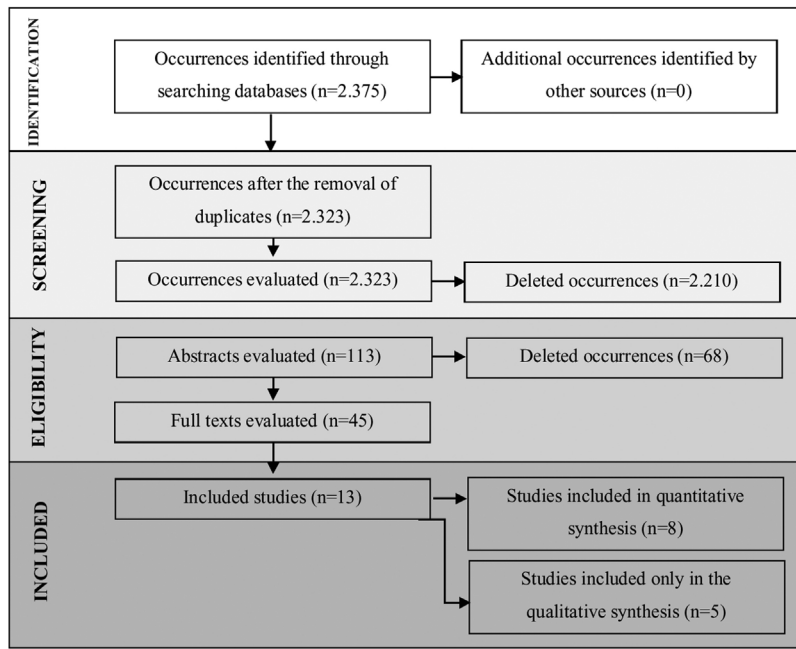 IDENTIFICATION
Occurrences identified through
searching databases (n=2.375)
Additional occurrences identified by
other sources (n=0)
SCREENING
Occurrences after the removal of
duplicates (n=2.323)
Occurrences evaluated (n=2.323)
Deleted occurrences (n=2.210)
ELIGIBILITY
Abstracts evaluated (n=113)
Deleted occurrences (n=68)
Full texts evaluated (n=45)
INCLUDED
Included studies (n=13)
Studies included in quantitative
synthesis (n=8)
Studies included only in the
qualitative synthesis (n=5)